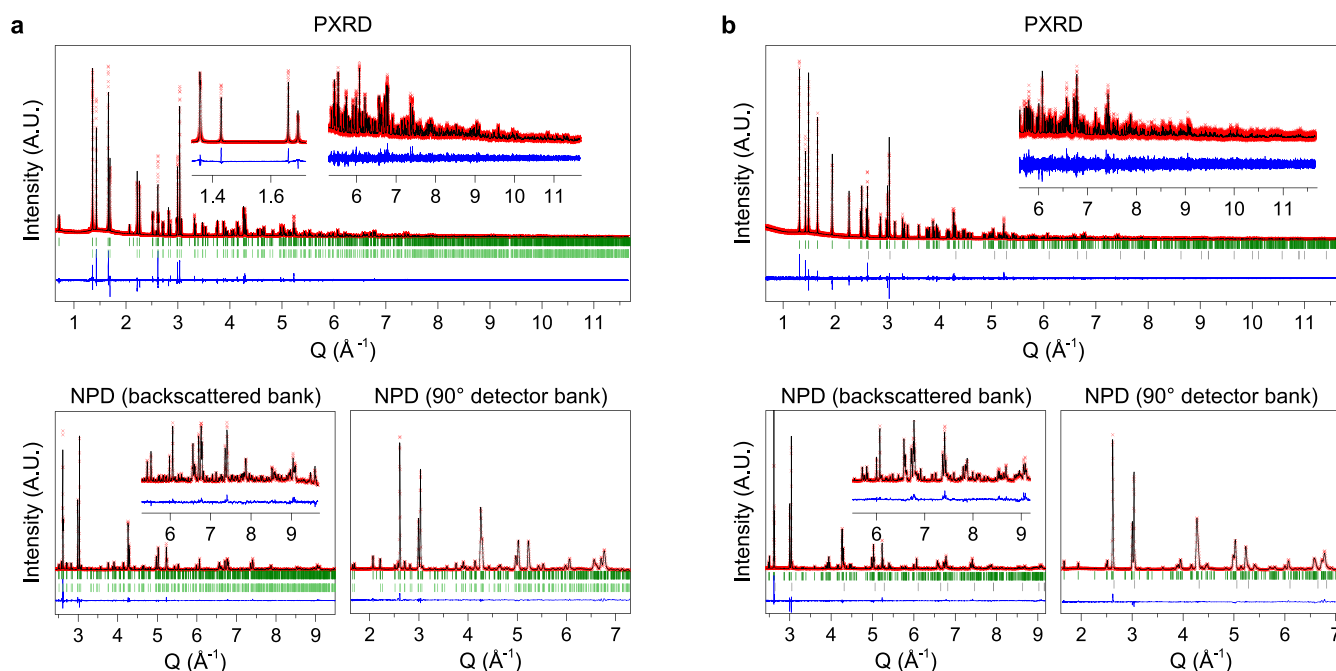 a
PXRD
Intensity (A.U.)
1.4 1.6
6 7 8 9 10 11
1 2 3 4 5 6 7 8 9 10 11
Q (Å⁻¹)
NPD (backscattered bank)
Intensity (A.U.)
6 7 8 9
3 4 5 6 7 8 9
Q (Å⁻¹)
NPD (90° detector bank)
2 3 4 5 6 7
Q (Å⁻¹)
b
PXRD
Intensity (A.U.)
6 7 8 9 10 11
1 2 3 4 5 6 7 8 9 10 11
Q (Å⁻¹)
NPD (backscattered bank)
Intensity (A.U.)
6 7 8 9
3 4 5 6 7 8 9
Q (Å⁻¹)
NPD (90° detector bank)
2 3 4 5 6 7
Q (Å⁻¹)